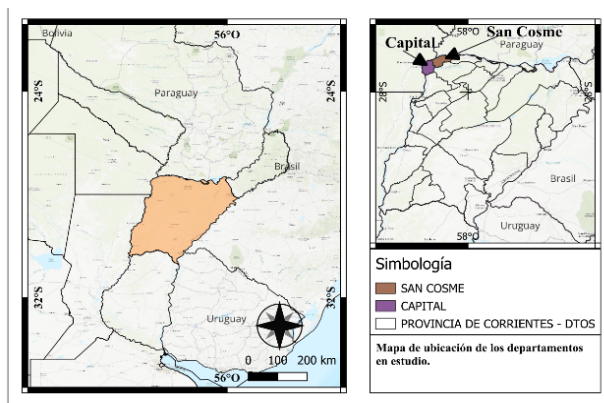 56°O
Bolivia
24°S
Paraguay
Brasil
32°S
Uruguay
0 100 200 km
56°O
58°O
San Cosme
Capital
Paraguay
28°S
28°S
Brasil
Uruguay
58°O
Simbología
SAN COSME
CAPITAL
PROVINCIA DE CORRIENTES - DTOS
Mapa de ubicación de los departamentos
en estudio.